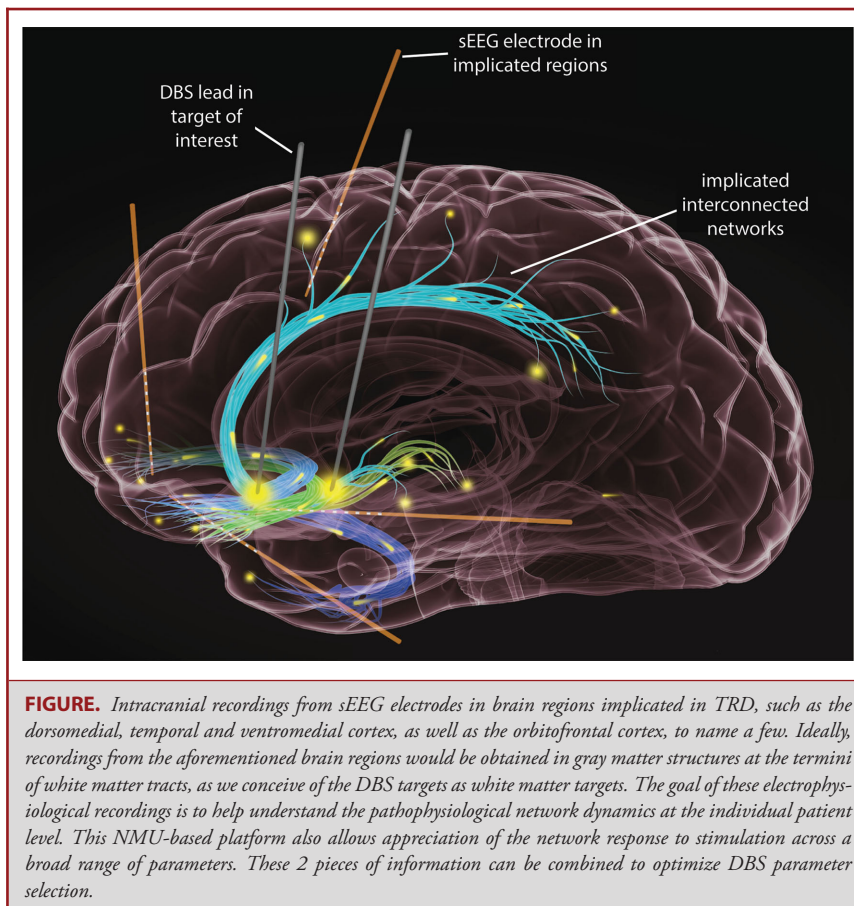 sEEG electrode in
implicated regions
DBS lead in
target of
interest
implicated
interconnected
networks
FIGURE. Intracranial recordings from sEEG electrodes in brain regions implicated in TRD, such as the
dorsomedial, temporal and ventromedial cortex, as well as the orbitofrontal cortex, to name a few. Ideally,
recordings from the aforementioned brain regions would be obtained in gray matter structures at the termini
of white matter tracts, as we conceive of the DBS targets as white matter targets. The goal of these electrophys-
iological recordings is to help understand the pathophysiological network dynamics at the individual patient
level. This NMU-based platform also allows appreciation of the network response to stimulation across a
broad range of parameters. These 2 pieces of information can be combined to optimize DBS parameter
selection.